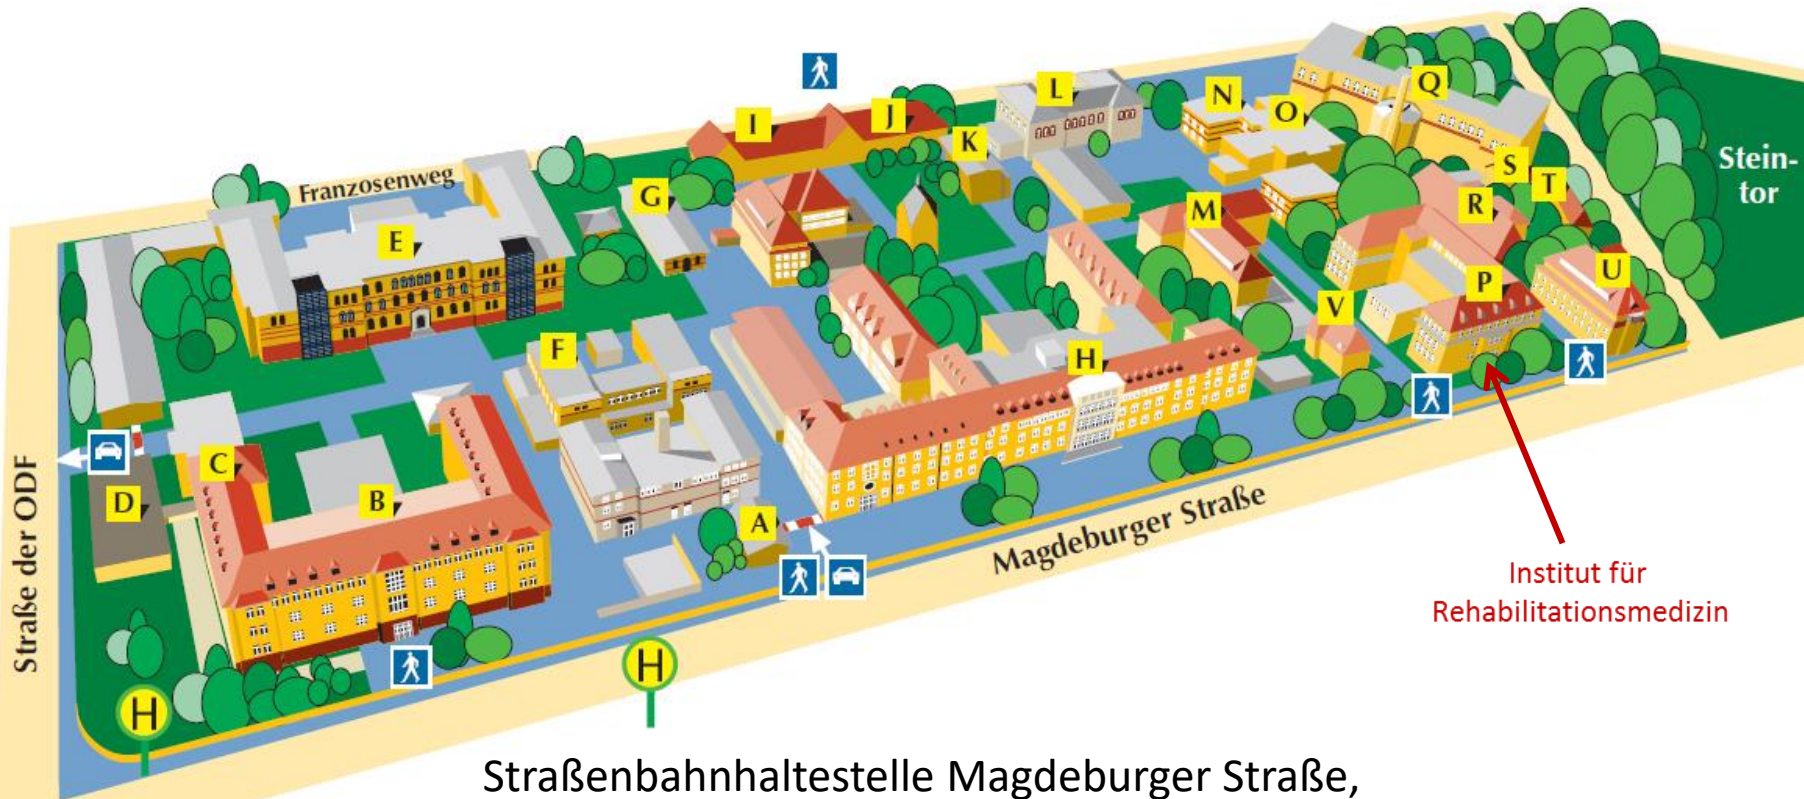 Franzosenweg
Stein-
tor
Straße der ODF
Magdeburger Straße
A
B
C
D
E
F
G
H
I
J
K
L
M
N
O
P
Q
R
S
T
U
V
H
H
Institut für
Rehabilitationsmedizin
Straßenbahnhaltestelle Magdeburger Straße,